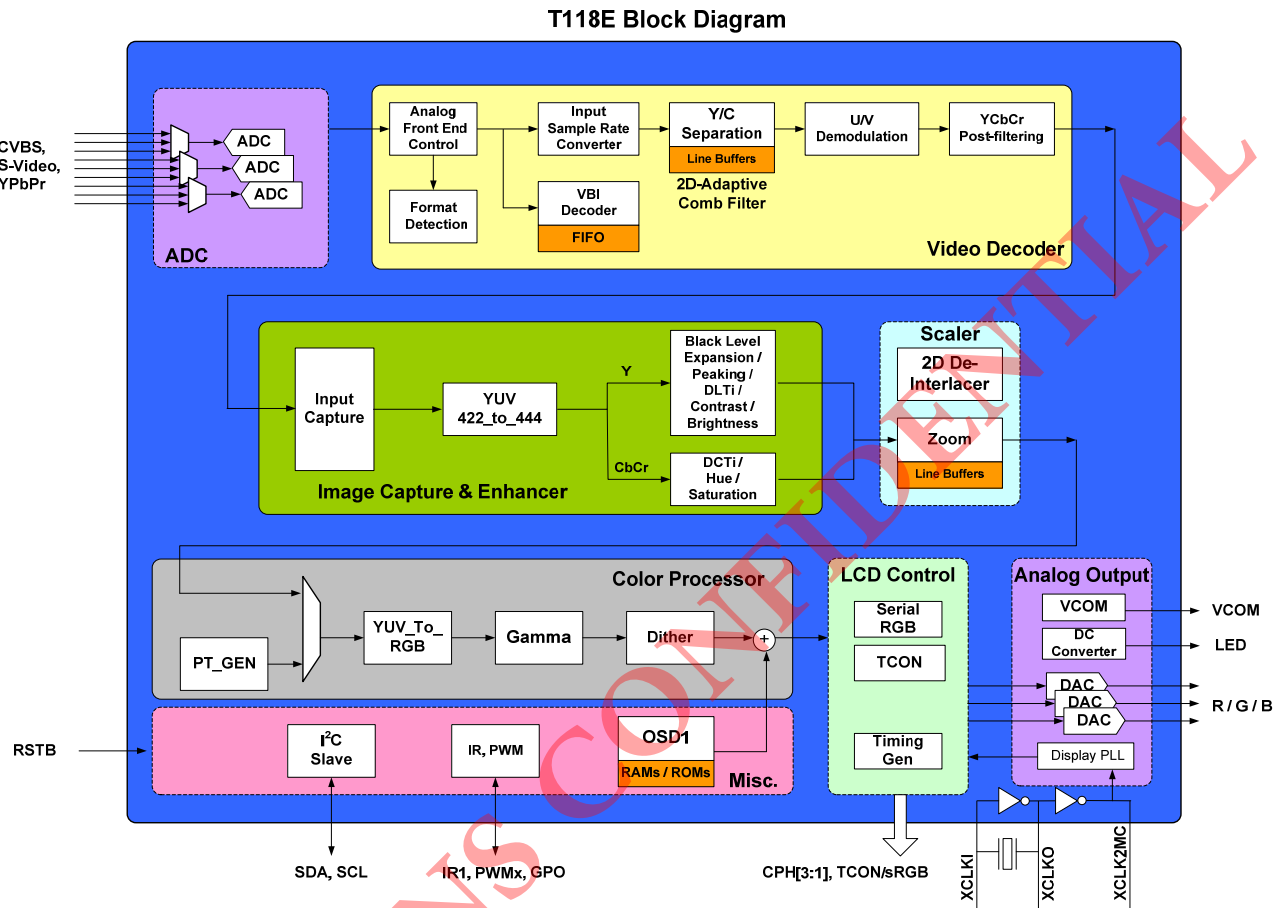 T118E Block Diagram
CVBS,
S-Video,
YPbPr
ADC
ADC
ADC
ADC
Analog
Front End
Control
Format
Detection
Input
Sample Rate
Converter
VBI
Decoder
FIFO
Y/C
Separation
Line Buffers
2D-Adaptive
Comb Filter
U/V
Demodulation
YCbCr
Post-filtering
Video Decoder
Input
Capture
YUV
422_to_444
Y
CbCr
Black Level
Expansion /
Peaking /
DLTi /
Contrast /
Brightness
DCTi /
Hue /
Saturation
Image Capture & Enhancer
Scaler
2D De-
Interlacer
Zoom
Line Buffers
Color Processor
PT_GEN
YUV_To_
RGB
Gamma
Dither
+
LCD Control
Serial
RGB
TCON
Timing
Gen
Analog Output
VCOM
DC
Converter
DAC
DAC
DAC
Display PLL
VCOM
LED
R / G / B
RSTB
I²C
Slave
IR, PWM
OSD1
RAMs / ROMs
Misc.
SDA, SCL
IR1, PWMx, GPO
CPH[3:1], TCON/sRGB
XCLKI
XCLKO
XCLK2MC
NS CONFIDENTIAL